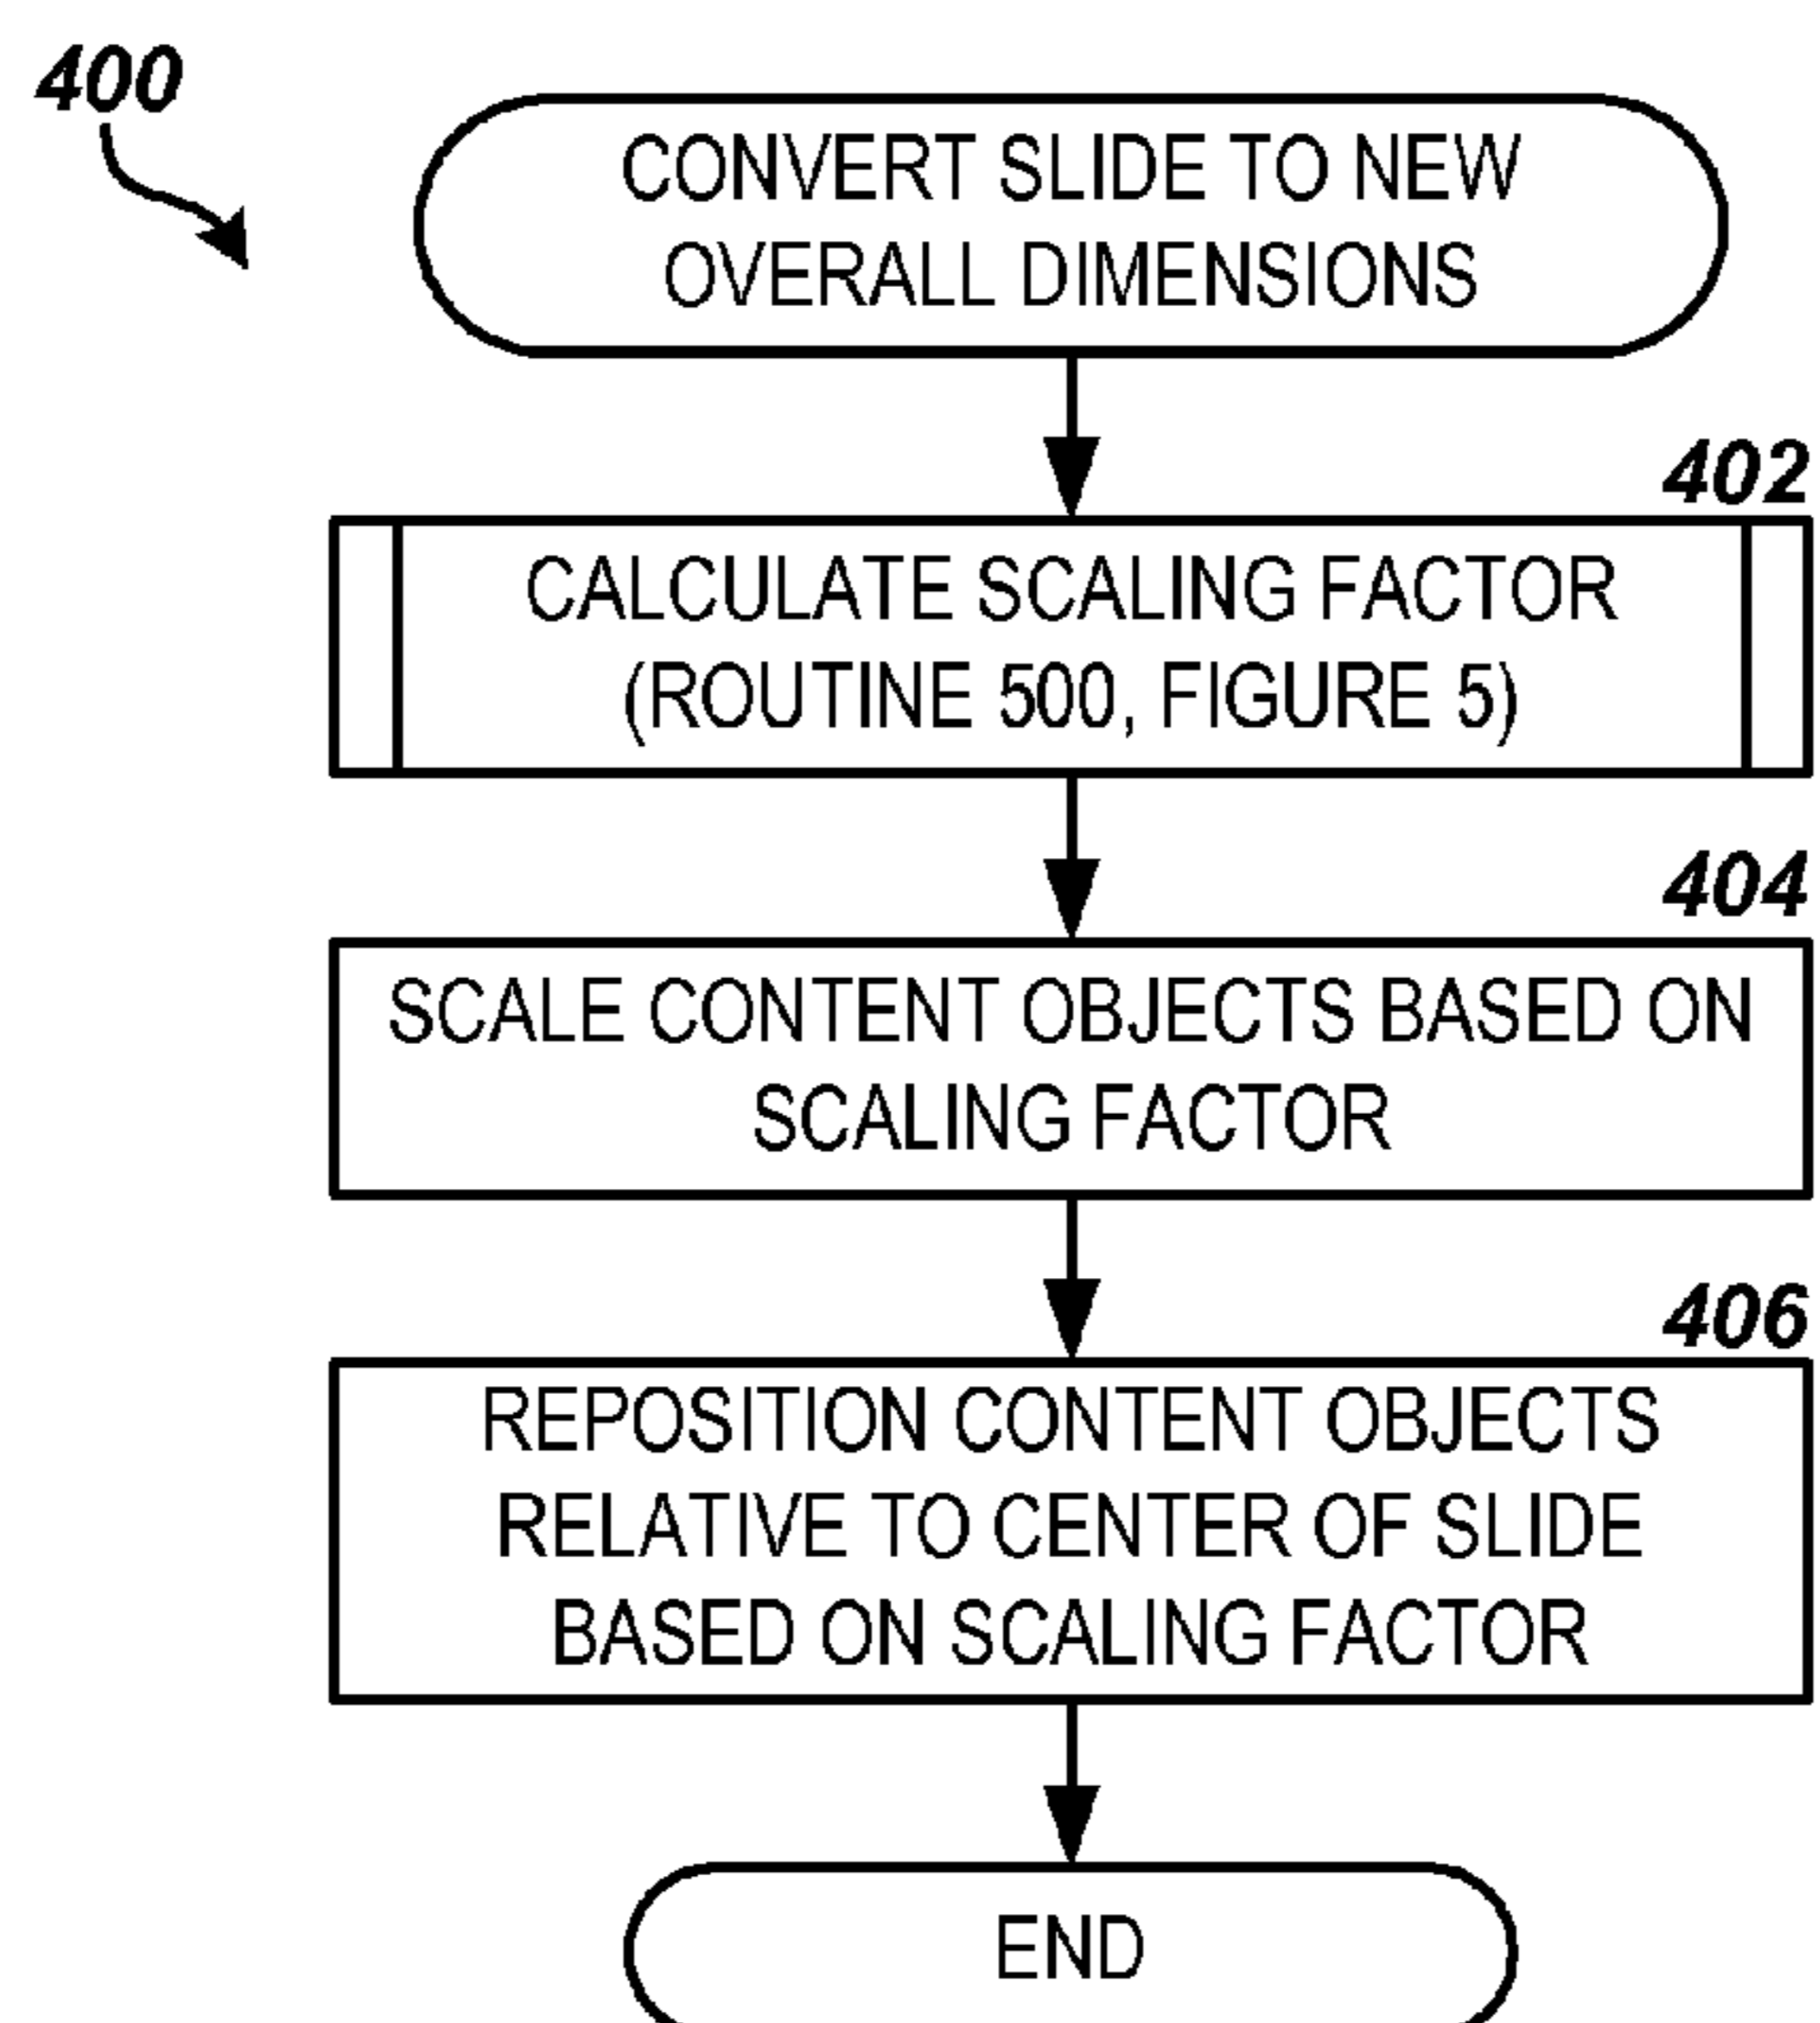 400
CONVERT SLIDE TO NEW
OVERALL DIMENSIONS
402
CALCULATE SCALING FACTOR
(ROUTINE 500, FIGURE 5)
404
SCALE CONTENT OBJECTS BASED ON
SCALING FACTOR
406
REPOSITION CONTENT OBJECTS
RELATIVE TO CENTER OF SLIDE
BASED ON SCALING FACTOR
END